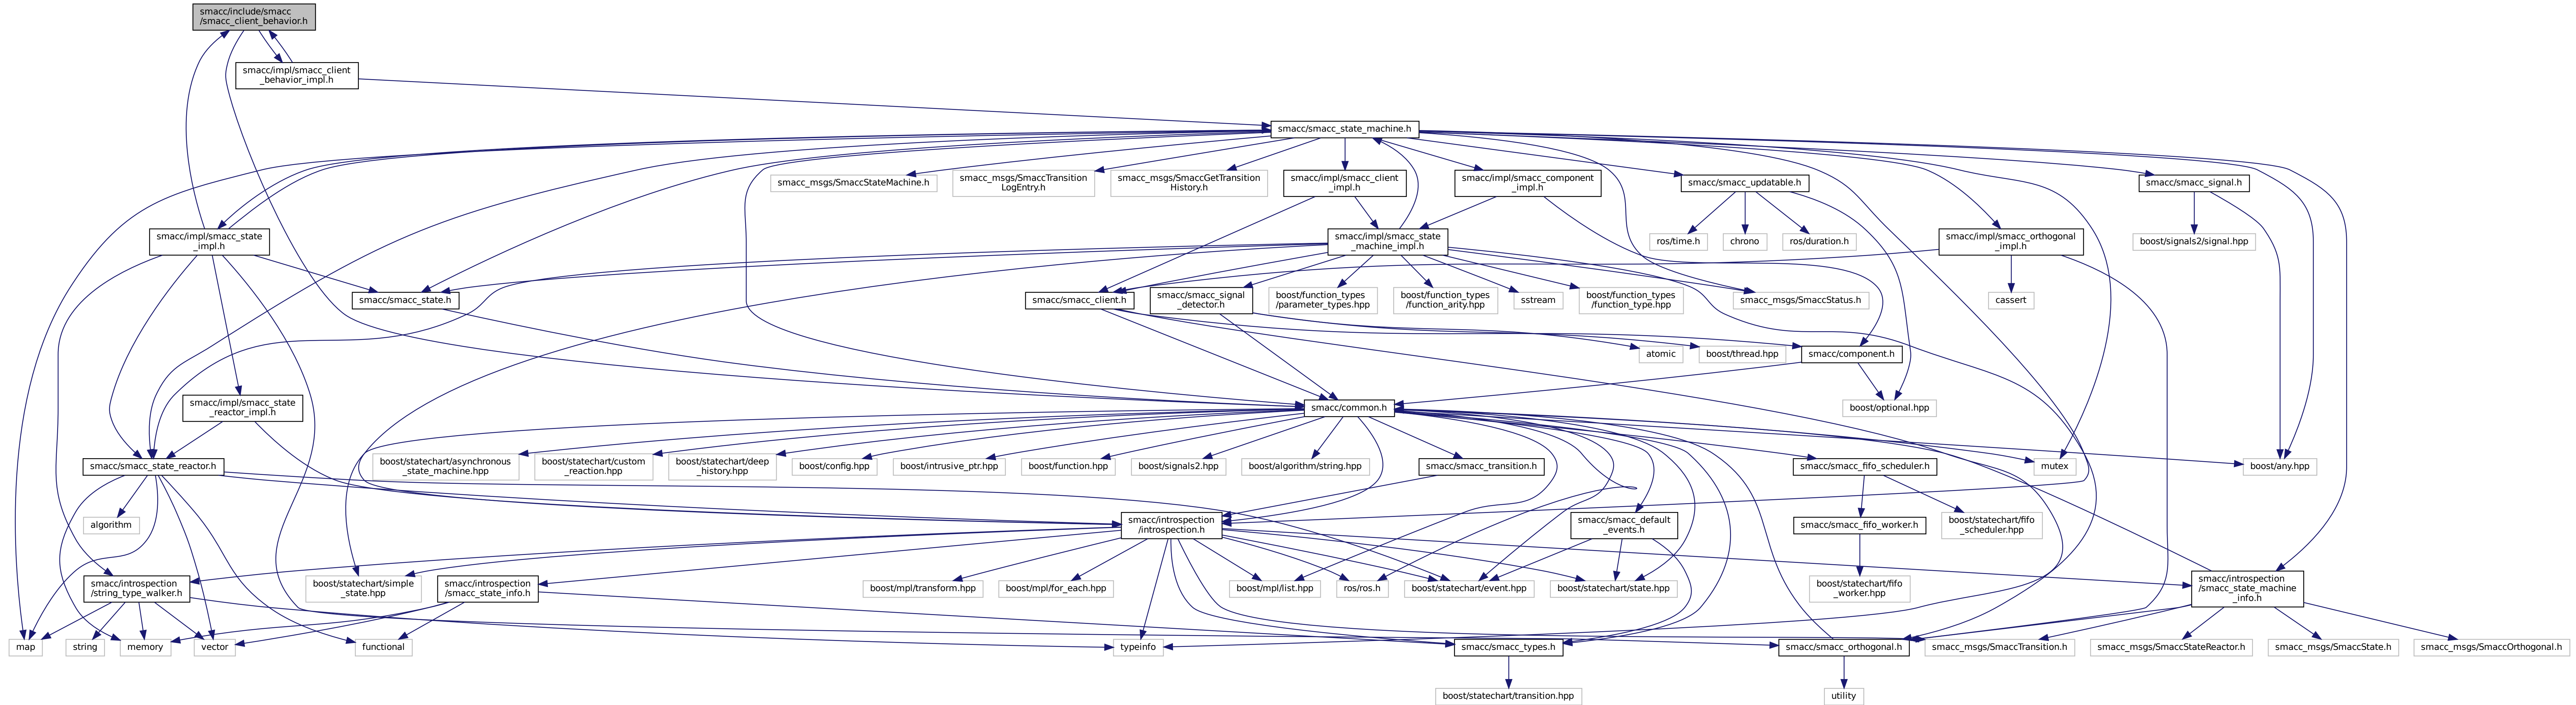 smacc/include/smacc
/smacc_client_behavior.h
smacc/impl/smacc_client
_behavior_impl.h
smacc/smacc_state_machine.h
smacc_msgs/SmaccStateMachine.h
smacc_msgs/SmaccTransition
LogEntry.h
smacc_msgs/SmaccGetTransition
History.h
smacc/impl/smacc_client
_impl.h
smacc/impl/smacc_component
_impl.h
smacc/smacc_updatable.h
smacc/smacc_signal.h
smacc/impl/smacc_state
_impl.h
smacc/impl/smacc_state
_machine_impl.h
ros/time.h
chrono
ros/duration.h
smacc/impl/smacc_orthogonal
_impl.h
boost/signals2/signal.hpp
smacc/smacc_state.h
smacc/smacc_client.h
smacc/smacc_signal
_detector.h
boost/function_types
/parameter_types.hpp
boost/function_types
/function_arity.hpp
sstream
boost/function_types
/function_type.hpp
smacc_msgs/SmaccStatus.h
cassert
atomic
boost/thread.hpp
smacc/component.h
smacc/impl/smacc_state
_reactor_impl.h
smacc/common.h
boost/optional.hpp
smacc/smacc_state_reactor.h
boost/statechart/asynchronous
_state_machine.hpp
boost/statechart/custom
_reaction.hpp
boost/statechart/deep
_history.hpp
boost/config.hpp
boost/intrusive_ptr.hpp
boost/function.hpp
boost/signals2.hpp
boost/algorithm/string.hpp
smacc/smacc_transition.h
smacc/smacc_fifo_scheduler.h
mutex
boost/any.hpp
algorithm
smacc/introspection
/introspection.h
smacc/smacc_default
_events.h
smacc/smacc_fifo_worker.h
boost/statechart/fifo
_scheduler.hpp
smacc/introspection
/string_type_walker.h
boost/statechart/simple
_state.hpp
smacc/introspection
/smacc_state_info.h
boost/mpl/transform.hpp
boost/mpl/for_each.hpp
boost/mpl/list.hpp
ros/ros.h
boost/statechart/event.hpp
boost/statechart/state.hpp
boost/statechart/fifo
_worker.hpp
smacc/introspection
/smacc_state_machine
_info.h
map
string
memory
vector
functional
typeinfo
smacc/smacc_types.h
smacc/smacc_orthogonal.h
smacc_msgs/SmaccTransition.h
smacc_msgs/SmaccStateReactor.h
smacc_msgs/SmaccState.h
smacc_msgs/SmaccOrthogonal.h
boost/statechart/transition.hpp
utility